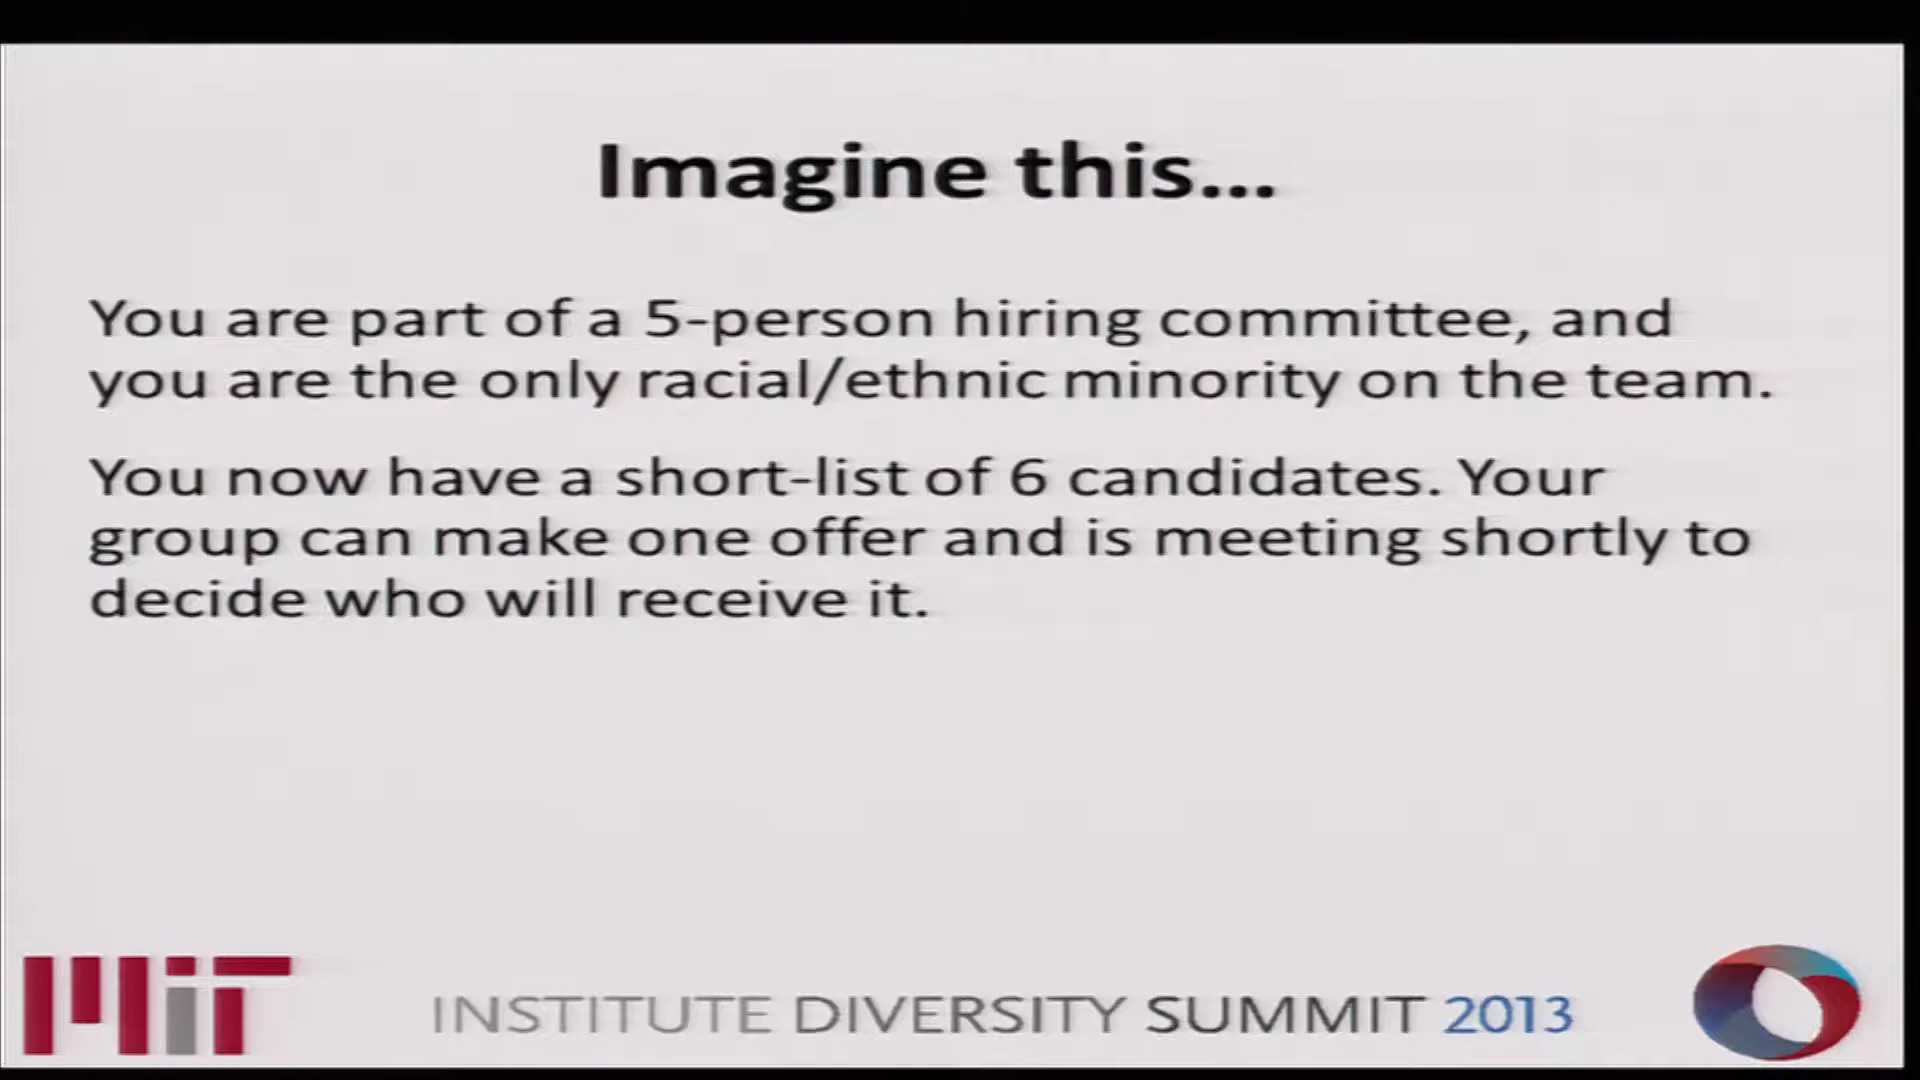 Imagine this...
You are part of a 5-person hiring committee, and
you are the only racial/ethnic minority on the team.
You now have a short-list of 6 candidates. Your
group can make one offer and is meeting shortly to
decide who will receive it.
MIT
INSTITUTE DIVERSITY SUMMIT 2013